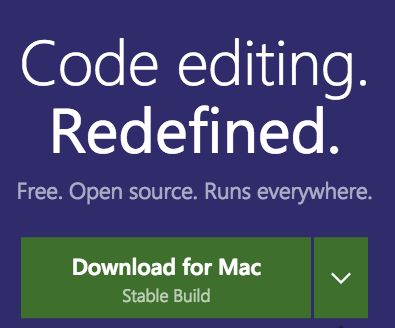 Code editing.
Redefined.
Free. Open source. Runs everywhere.
Download for Mac
Stable Build